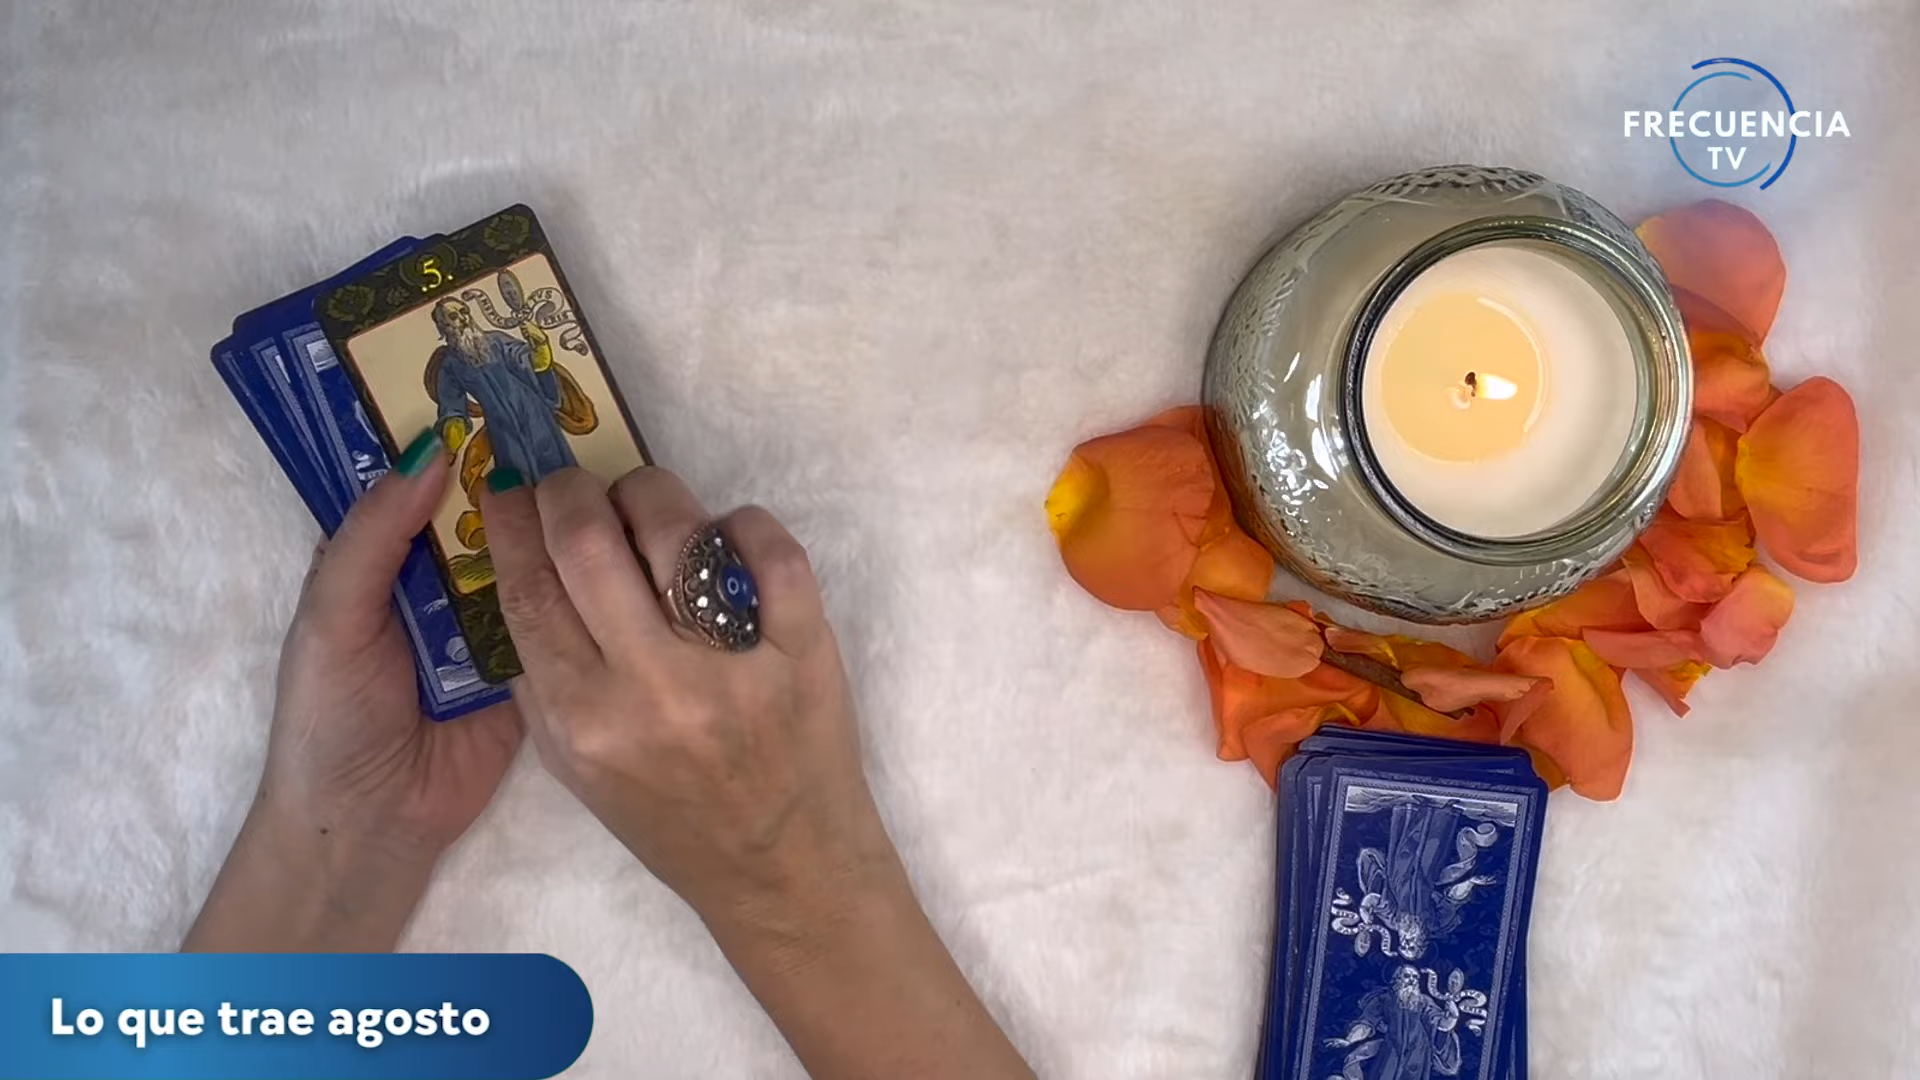 FRECUENCIA
TV
.5.
Lo que trae agosto